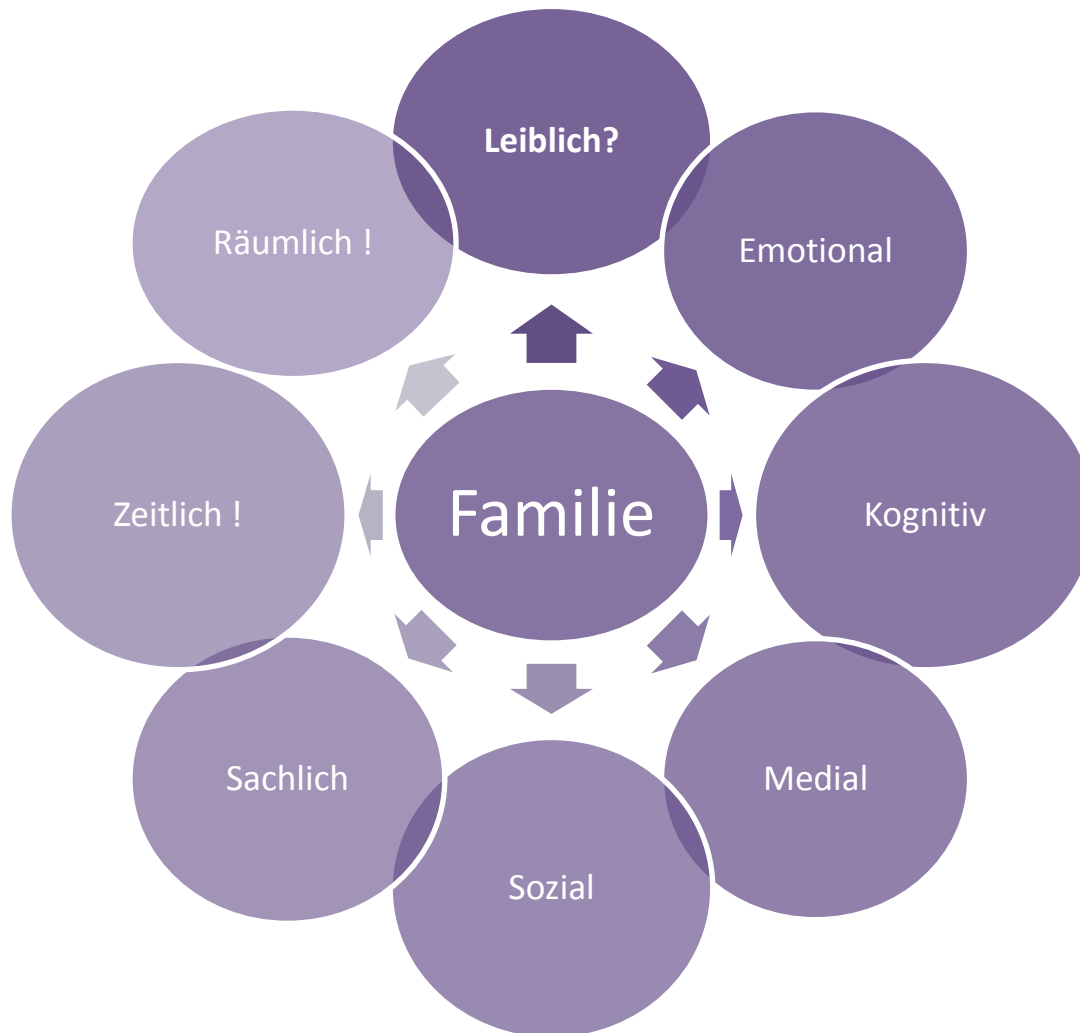 Leiblich?
Emotional
Kognitiv
Medial
Sozial
Sachlich
Zeitlich !
Räumlich !
Familie